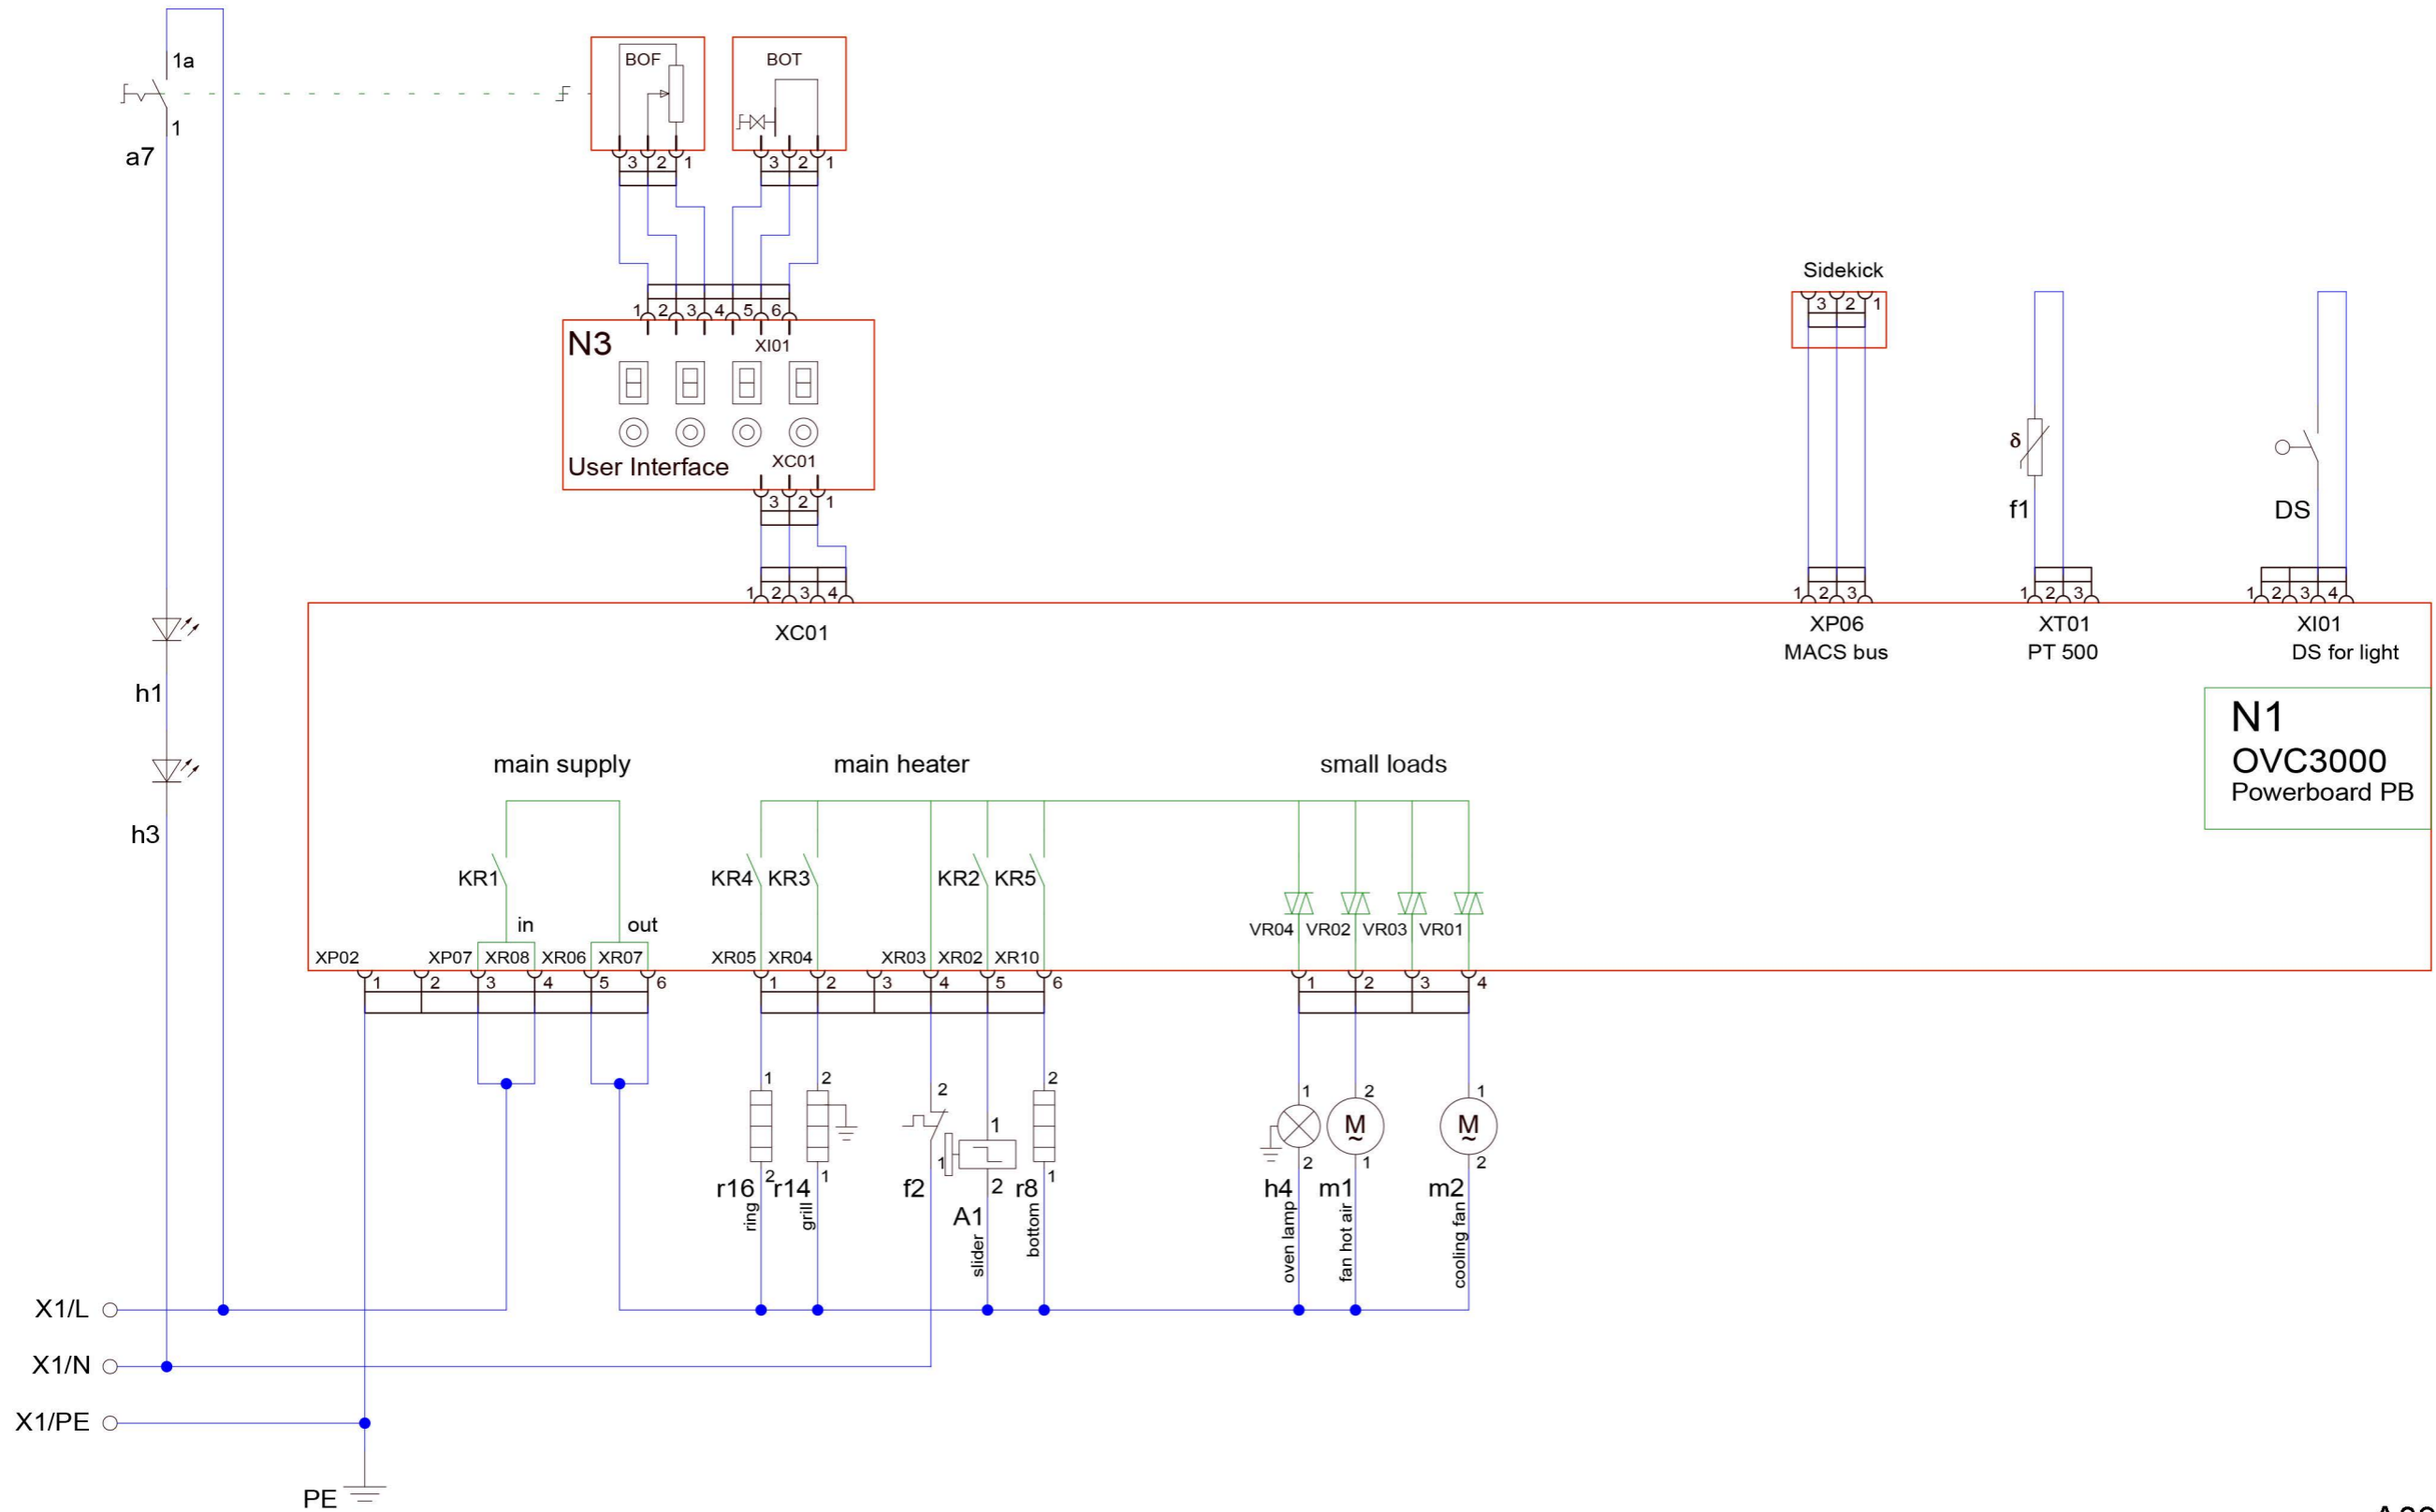 1a
1
a7
BOF
BOT
3 2 1
3 2 1
1 2 3 4 5 6
N3
XI01
User Interface
XC01
3 2 1
Sidekick
3 2 1
δ
f1
DS
1 2 3 4
1 2 3
1 2 3
1 2 3 4
XC01
XP06
MACS bus
XT01
PT 500
XI01
DS for light
h1
h3
N1
OVC3000
Powerboard PB
main supply
main heater
small loads
KR1
KR4
KR3
KR2
KR5
in
out
VR04
VR02
VR03
VR01
XP02
XP07
XR08
XR06
XR07
XR05
XR04
XR03
XR02
XR10
1 2 3 4 5 6
1 2 3 4 5 6
1 2 3 4
1
2
r16
ring
2
1
r14
grill
2
1
f2
1
2
A1
slider
2
1
r8
bottom
1
2
h4
oven lamp
2
M
~
1
m1
fan hot air
1
M
~
2
m2
cooling fan
X1/L
X1/N
X1/PE
PE